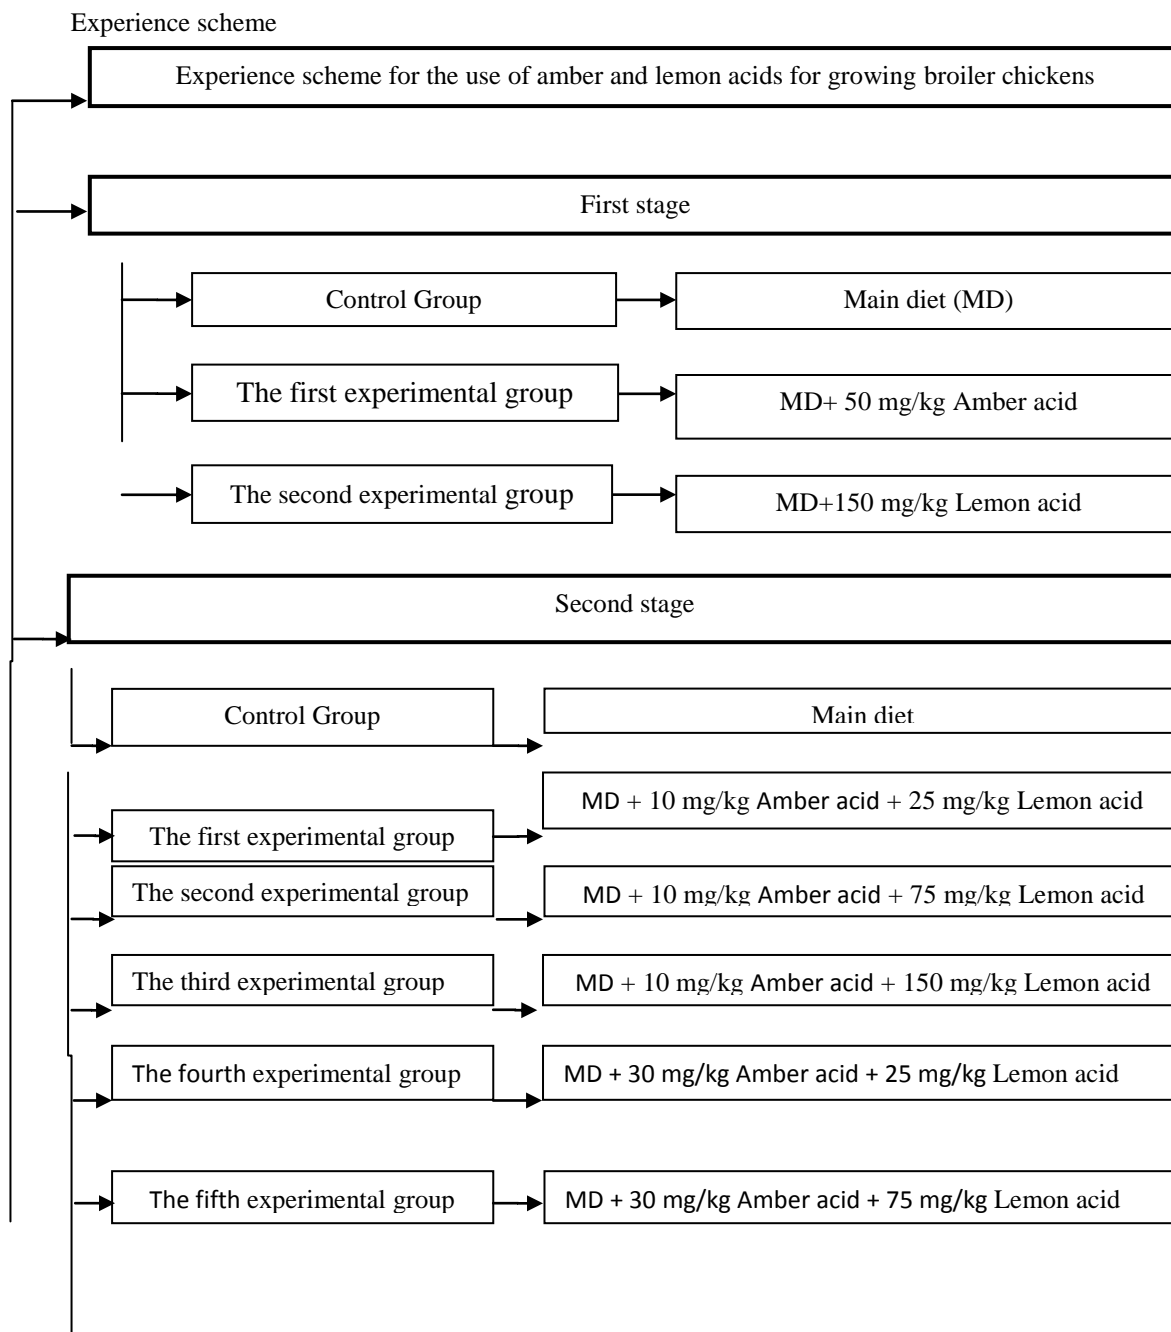 Experience scheme
Experience scheme for the use of amber and lemon acids for growing broiler chickens
First stage
Control Group
Main diet (MD)
The first experimental group
MD+ 50 mg/kg Amber acid
The second experimental group
MD+150 mg/kg Lemon acid
Second stage
Control Group
Main diet
MD + 10 mg/kg Amber acid + 25 mg/kg Lemon acid
The first experimental group
The second experimental group
MD + 10 mg/kg Amber acid + 75 mg/kg Lemon acid
The third experimental group
MD + 10 mg/kg Amber acid + 150 mg/kg Lemon acid
The fourth experimental group
MD + 30 mg/kg Amber acid + 25 mg/kg Lemon acid
The fifth experimental group
MD + 30 mg/kg Amber acid + 75 mg/kg Lemon acid